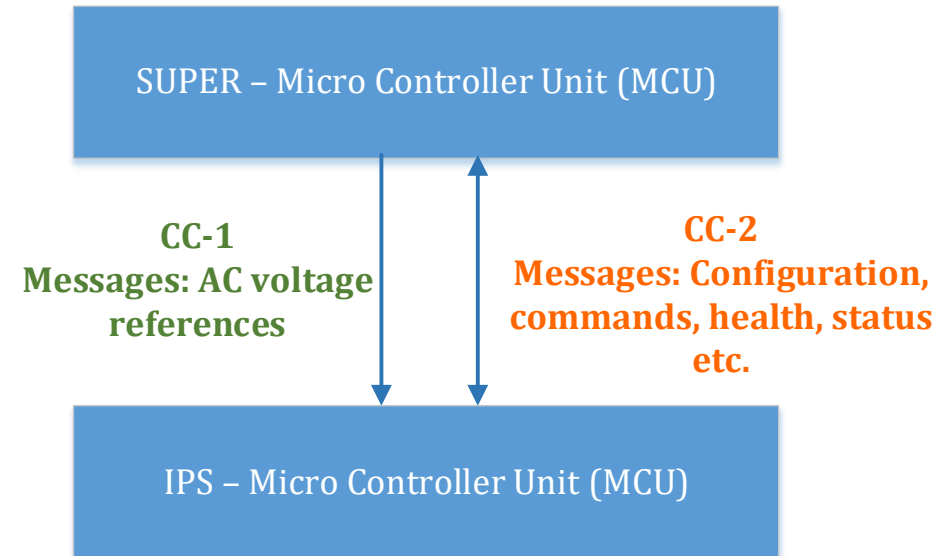 SUPER – Micro Controller Unit (MCU)
CC-1
Messages: AC voltage
references
CC-2
Messages: Configuration,
commands, health, status
etc.
IPS – Micro Controller Unit (MCU)